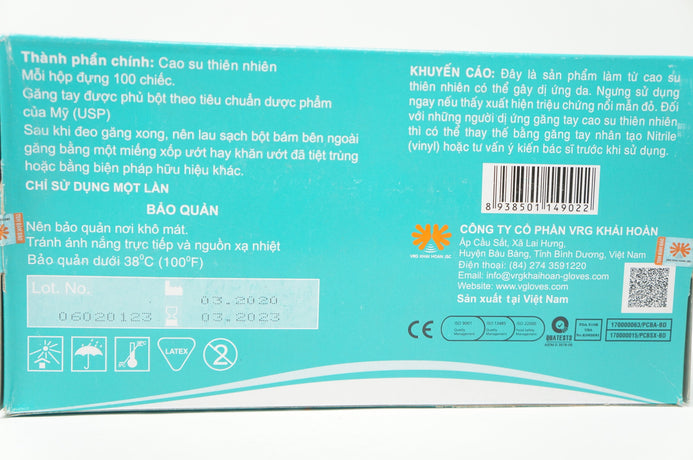 Thành phần chính: Cao su thiên nhiên
Mỗi hộp đựng 100 chiếc.
Găng tay được phủ bột theo tiêu chuẩn dược phẩm
của Mỹ (USP)
Sau khi đeo găng xong, nên lau sạch bột bám bên ngoài
găng bằng một miếng xốp ướt hay khăn ướt đã tiệt trùng
hoặc bằng biện pháp hữu hiệu khác.
CHỈ SỬ DỤNG MỘT LẦN
BẢO QUẢN
Nên bảo quản nơi khô mát.
Tránh ánh nắng trực tiếp và nguồn xạ nhiệt
Bảo quản dưới 38⁰C (100⁰F)
Lot. No.
03.2020
06020123
03.2023
LATEX
2
KHUYẾN CÁO: Đây là sản phẩm làm từ cao su
thiên nhiên có thể gây dị ứng da. Ngưng sử dụng
ngay nếu thấy xuất hiện triệu chứng nổi mẩn đỏ. Đối
với những người dị ứng găng tay cao su thiên nhiên
thì có thể thay thế bằng găng tay nhân tạo Nitrile
(vinyl) hoặc tư vấn ý kiến bác sĩ trước khi sử dụng.
8 938501 149022
VRG KHAI HOAN JSC
CÔNG TY CỔ PHẦN VRG KHẢI HOÀN
Ấp Cầu Sắt, Xã Lai Hưng,
Huyện Bàu Bàng, Tỉnh Bình Dương, Việt Nam
Điện thoại: (84) 274 3591220
Email: info@vrgkhaihoan-gloves.com
Website: www.vgloves.com
Sản xuất tại Việt Nam
CE
ISO 9001
Quality
Management
ISO 13485
Quality
Management
ISO 22000
Food Safety
Management
QUATEST3
170000063/PCBA-BD
170000015/PCBSX-BD